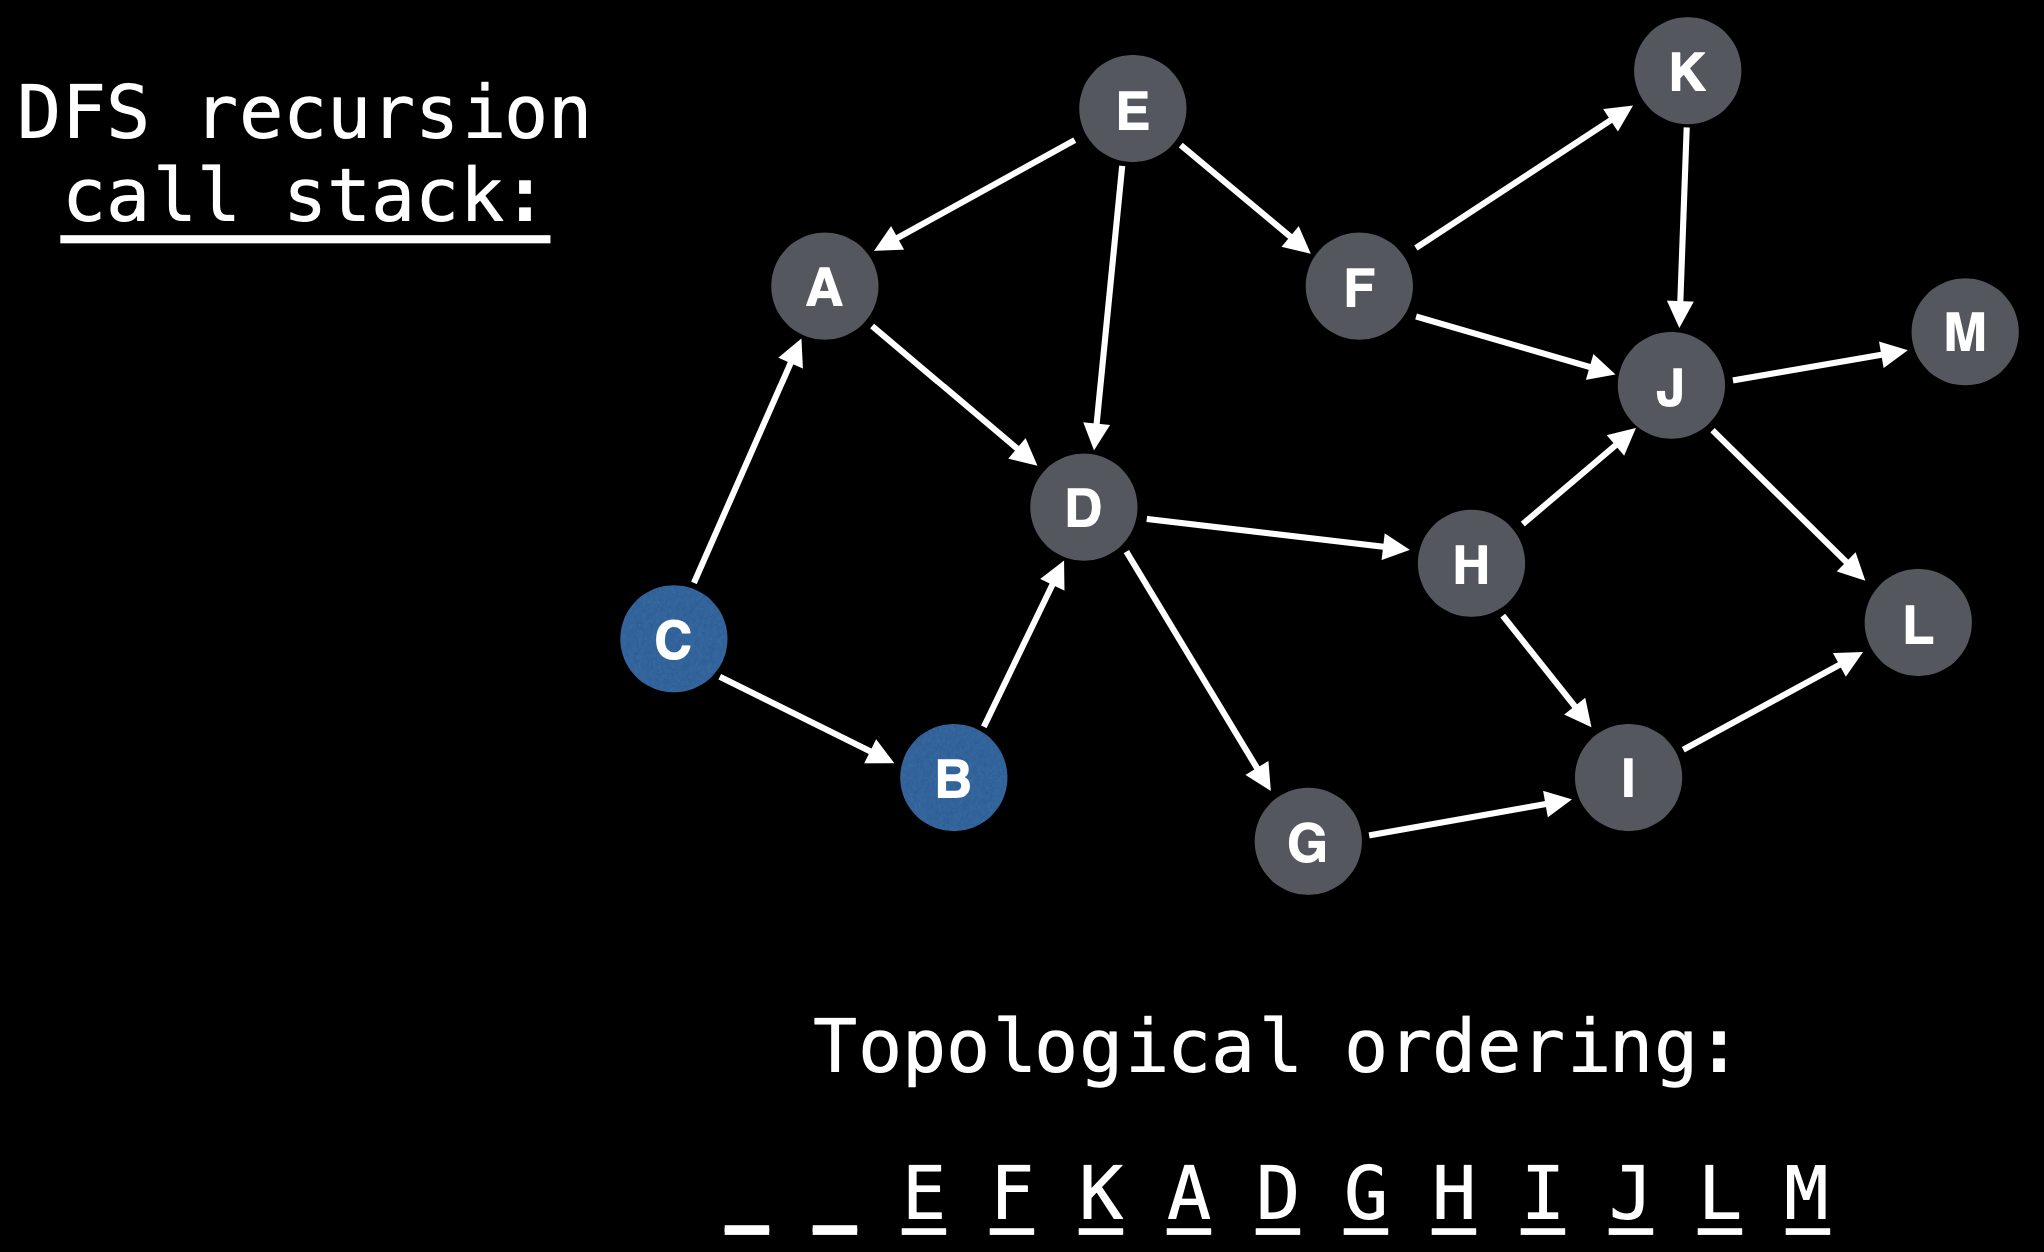 DFS recursion
call stack:
E
K
A
F
M
J
D
H
C
L
B
I
G
Topological ordering:
_ _ E F K A D G H I J L M